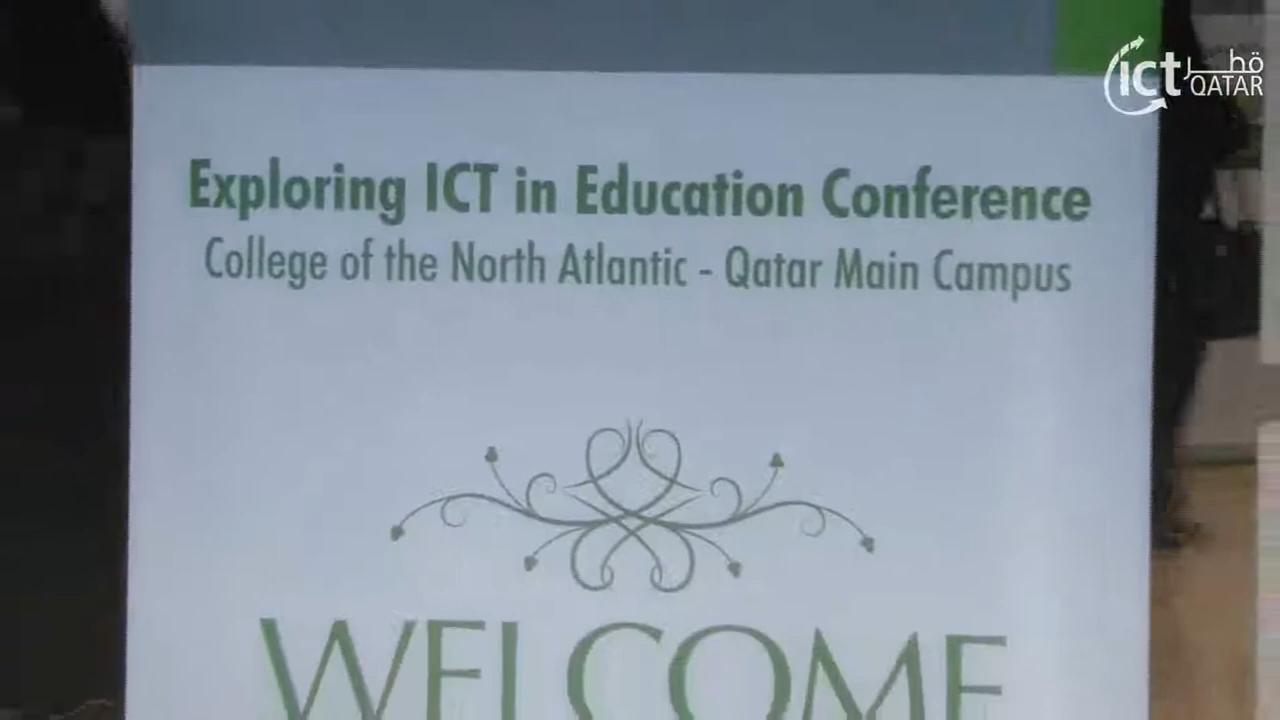 ict QATAR
Exploring ICT in Education Conference
College of the North Atlantic - Qatar Main Campus
WELCOME